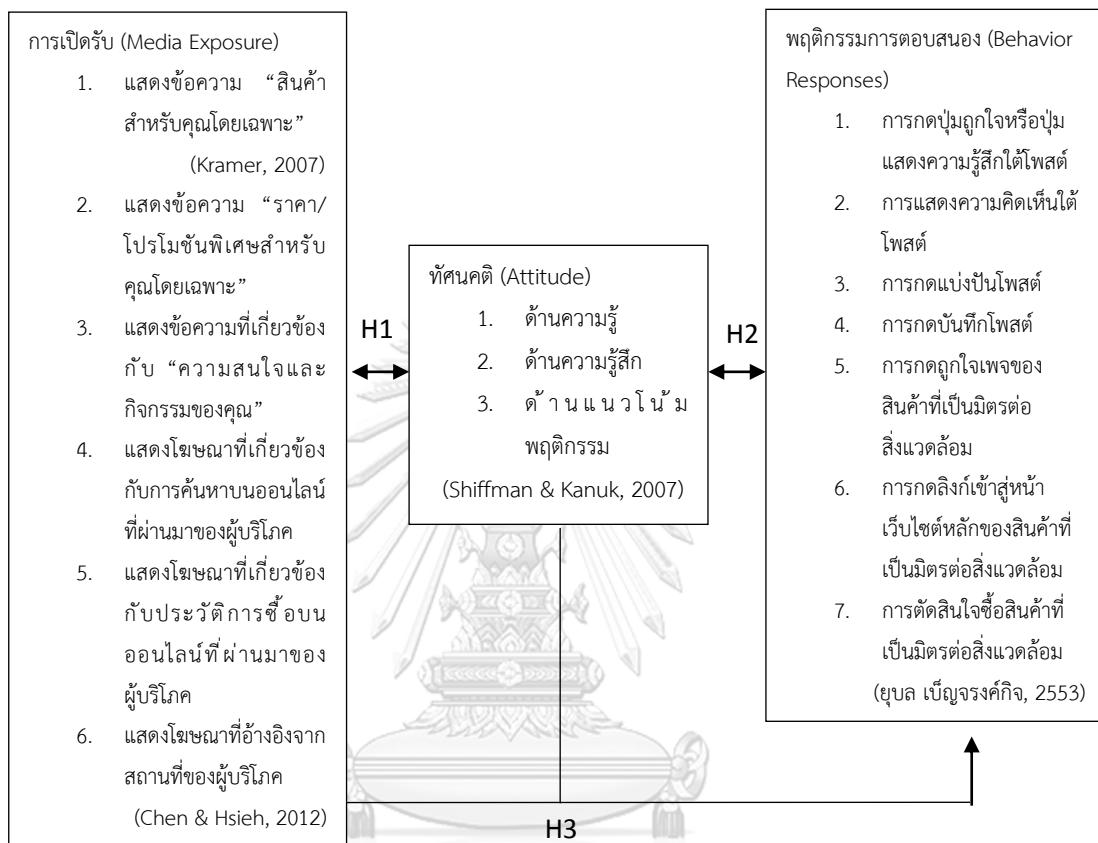 การเปิดรับ (Media Exposure)
1. แสดงข้อความ “สินค้า
สำหรับคุณโดยเฉพาะ”
(Kramer, 2007)
2. แสดงข้อความ “ราคา/
โปรโมชันพิเศษสำหรับ
คุณโดยเฉพาะ”
3. แสดงข้อความที่เกี่ยวข้อง
กับ “ความสนใจและ
กิจกรรมของคุณ”
4. แสดงโฆษณาที่เกี่ยวข้อง
กับการค้นหาบนออนไลน์
ที่ผ่านมาของผู้บริโภค
5. แสดงโฆษณาที่เกี่ยวข้อง
กับประวัติการซื้อบน
ออนไลน์ที่ผ่านมาของ
ผู้บริโภค
6. แสดงโฆษณาที่อ้างอิงจาก
สถานที่ของผู้บริโภค
(Chen & Hsieh, 2012)
H1
ทัศนคติ (Attitude)
1. ด้านความรู้
2. ด้านความรู้สึก
3. ด้านแนวโน้ม
พฤติกรรม
(Shiffman & Kanuk, 2007)
H2
พฤติกรรมการตอบสนอง (Behavior
Responses)
1. การกดปุ่มถูกใจหรือปุ่ม
แสดงความรู้สึกใต้โพสต์
2. การแสดงความคิดเห็นใต้
โพสต์
3. การกดแบ่งปันโพสต์
4. การกดบันทึกโพสต์
5. การกดถูกใจเพจของ
สินค้าที่เป็นมิตรต่อ
สิ่งแวดล้อม
6. การกดลิงก์เข้าสู่หน้า
เว็บไซต์หลักของสินค้าที่
เป็นมิตรต่อสิ่งแวดล้อม
7. การตัดสินใจซื้อสินค้าที่
เป็นมิตรต่อสิ่งแวดล้อม
(ยุบล เบ็ญจรงค์กิจ, 2553)
H3